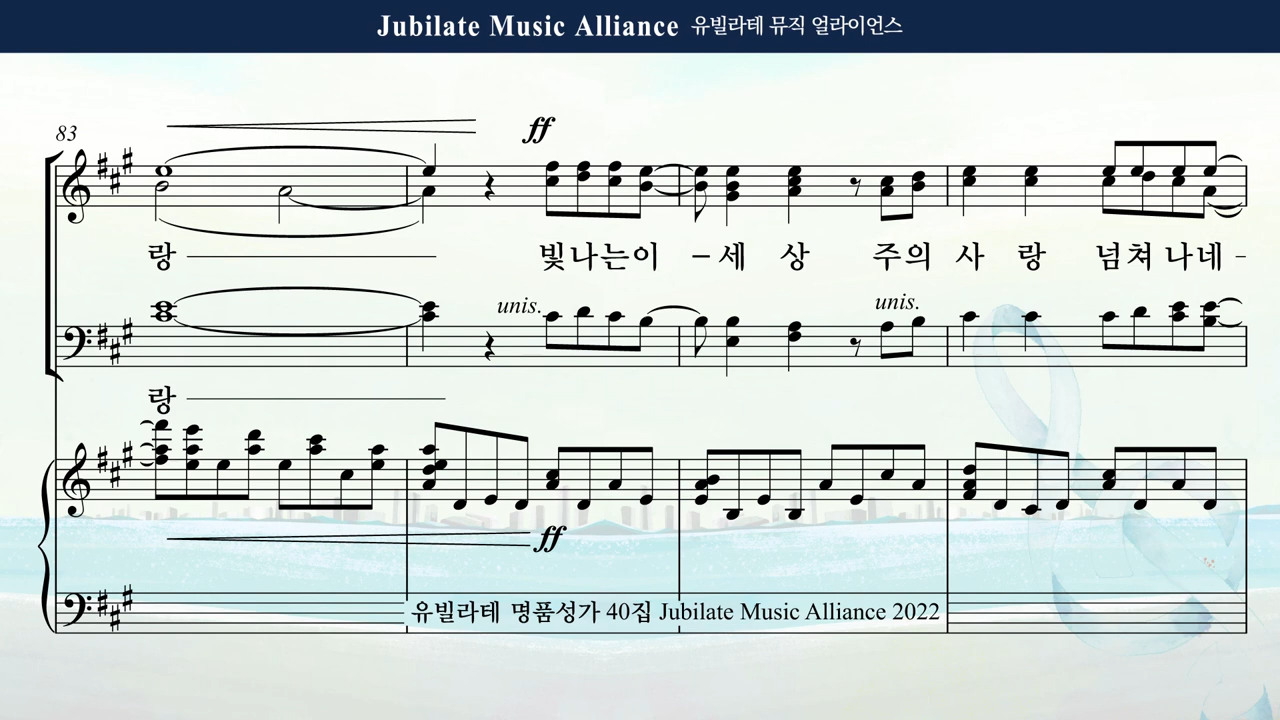 Jubilate Music Alliance 유빌라테 뮤직 얼라이언스
83
ff
랑 빛나는이 - 세 상 주의 사 랑 넘쳐 나네 -
unis. unis.
랑
ff
유빌라테 명품성가 40집 Jubilate Music Alliance 2022